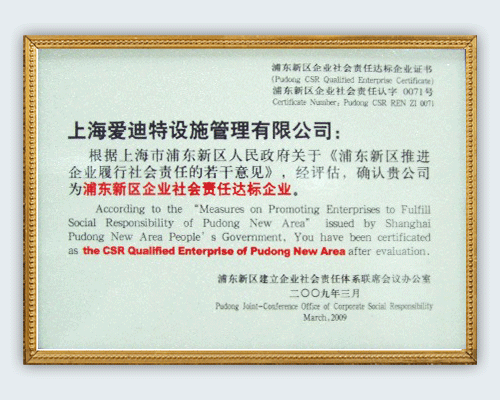 浦东新区企业社会责任达标企业证书
(Pudong CSR Qualified Enterprise Certificate)
浦东新区企业社会责任认字 0071号
Certificate Number: Pudong CSR REN ZI 0071
上海爱迪特设施管理有限公司：
根据上海市浦东新区人民政府关于《浦东新区推进
企业履行社会责任的若干意见》，经评估，确认贵公司
为浦东新区企业社会责任达标企业。
According to the “Measures on Promoting Enterprises to Fulfill
Social Responsibility of Pudong New Area” issued by Shanghai
Pudong New Area People's Government, You have been certificated
as the CSR Qualified Enterprise of Pudong New Area after evaluation.
浦东新区建立企业社会责任体系联席会议办公室
二〇〇九年三月
Pudong Joint-Conference Office of Corporate Social Responsibility
March, 2009